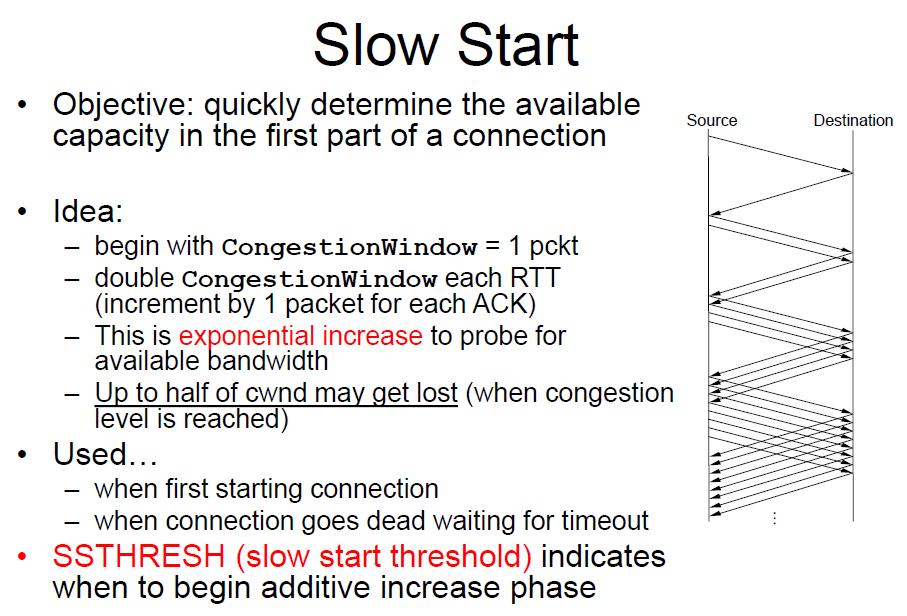 Slow Start
• Objective: quickly determine the available
capacity in the first part of a connection
• Idea:
– begin with CongestionWindow = 1 pckt
– double CongestionWindow each RTT
(increment by 1 packet for each ACK)
– This is exponential increase to probe for
available bandwidth
– Up to half of cwnd may get lost (when congestion
level is reached)
• Used…
– when first starting connection
– when connection goes dead waiting for timeout
• SSTHRESH (slow start threshold) indicates
when to begin additive increase phase
Source
Destination
⋮